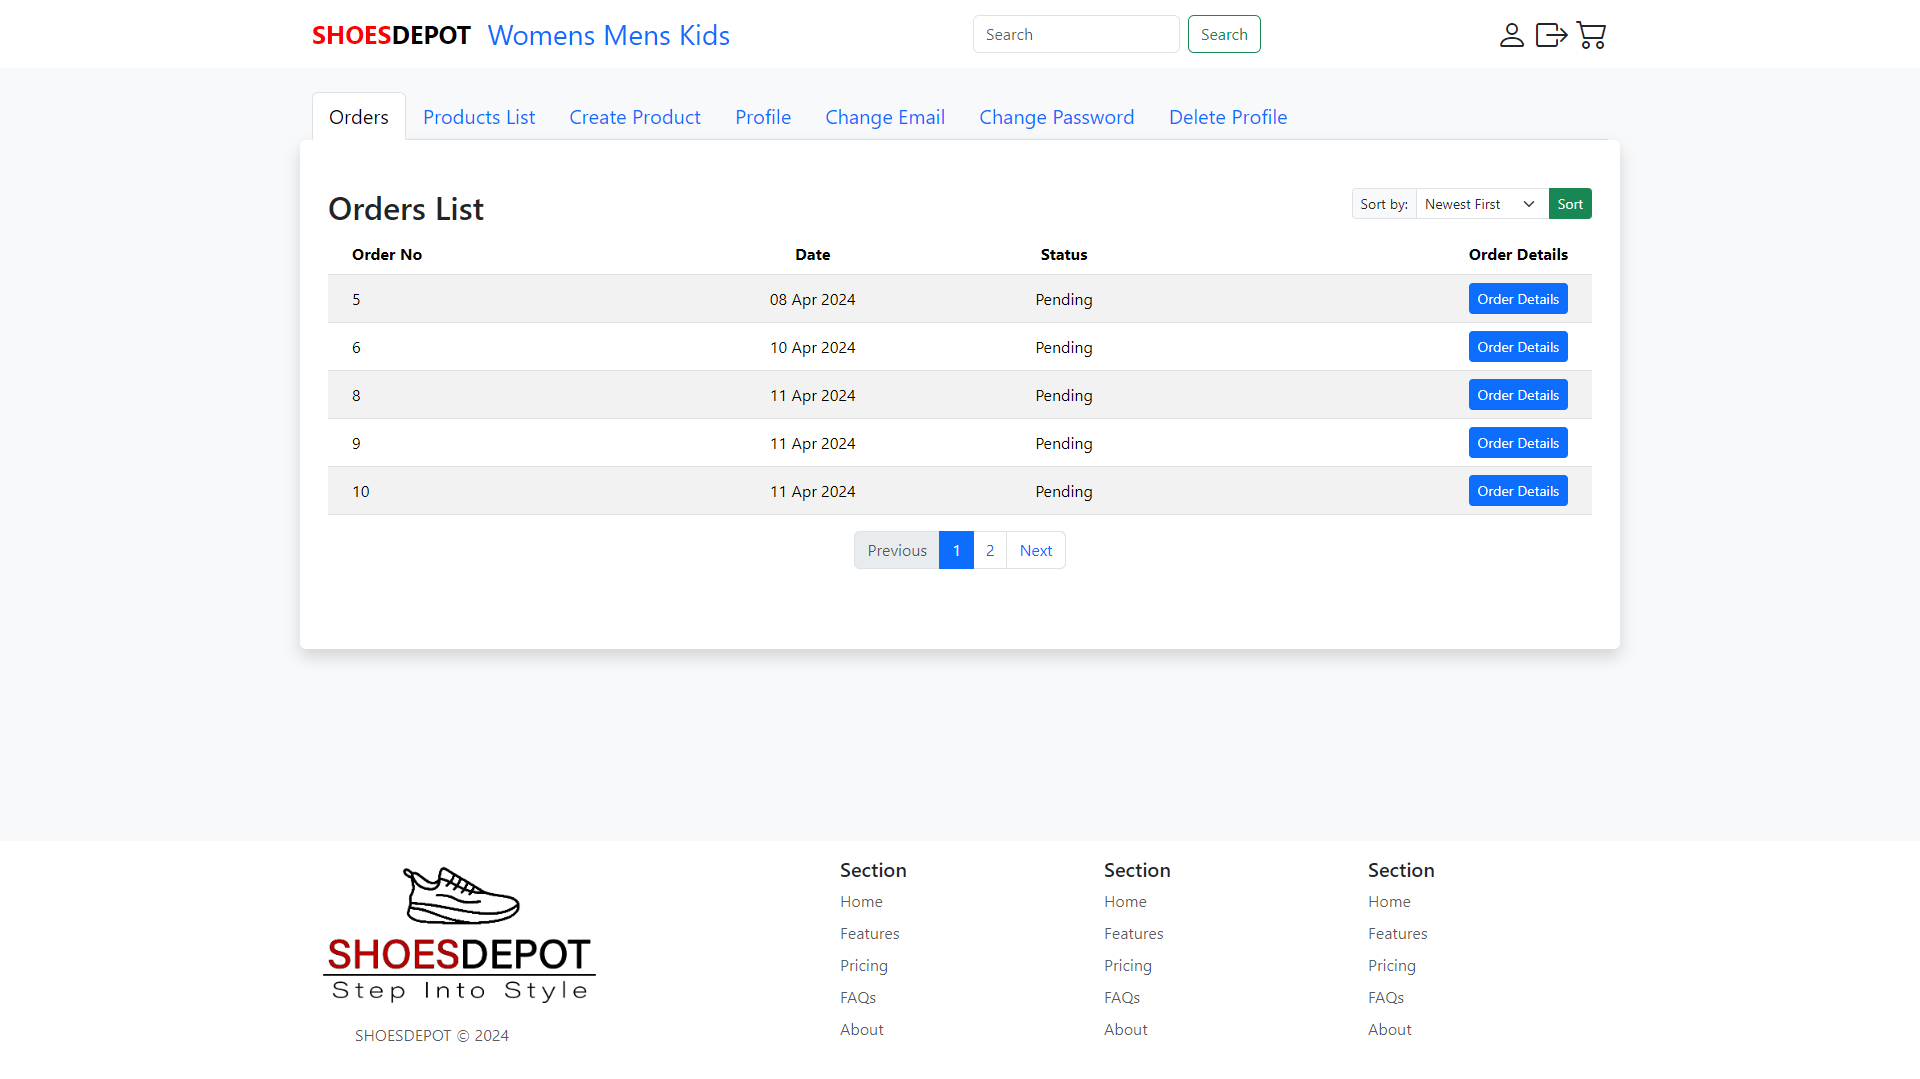 SHOESDEPOT Womens Mens Kids Search Search
Orders Products List Create Product Profile Change Email Change Password Delete Profile
Orders List Sort by: Newest First Sort
Order No Date Status Order Details
5 08 Apr 2024 Pending Order Details
6 10 Apr 2024 Pending Order Details
8 11 Apr 2024 Pending Order Details
9 11 Apr 2024 Pending Order Details
10 11 Apr 2024 Pending Order Details
Previous 1 2 Next
SHOESDEPOT
Step Into Style
SHOESDEPOT © 2024
Section
Home
Features
Pricing
FAQs
About
Section
Home
Features
Pricing
FAQs
About
Section
Home
Features
Pricing
FAQs
About